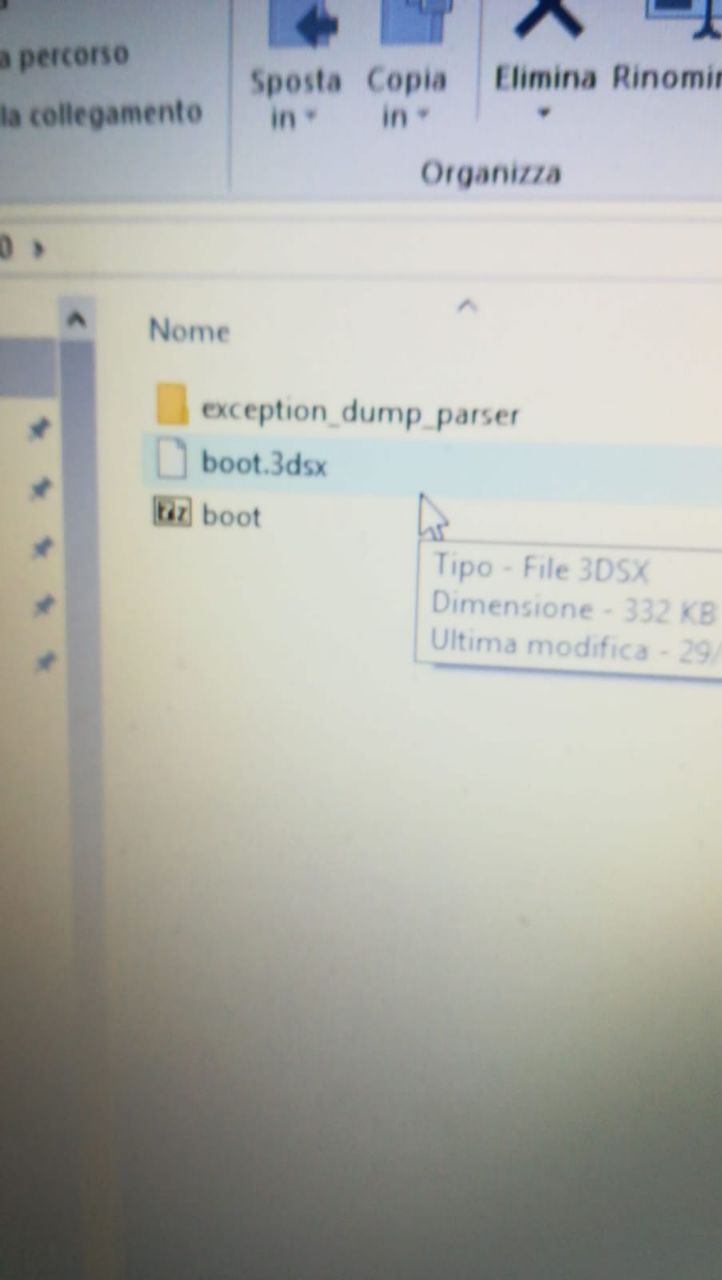 a percorso
la collegamento
Sposta in
Copia in
Elimina
Organizza
0 >
Nome
exception_dump_parser
boot.3dsx
boot
Tipo - File 3DSX
Dimensione - 332 KB
Ultima modifica - 29/